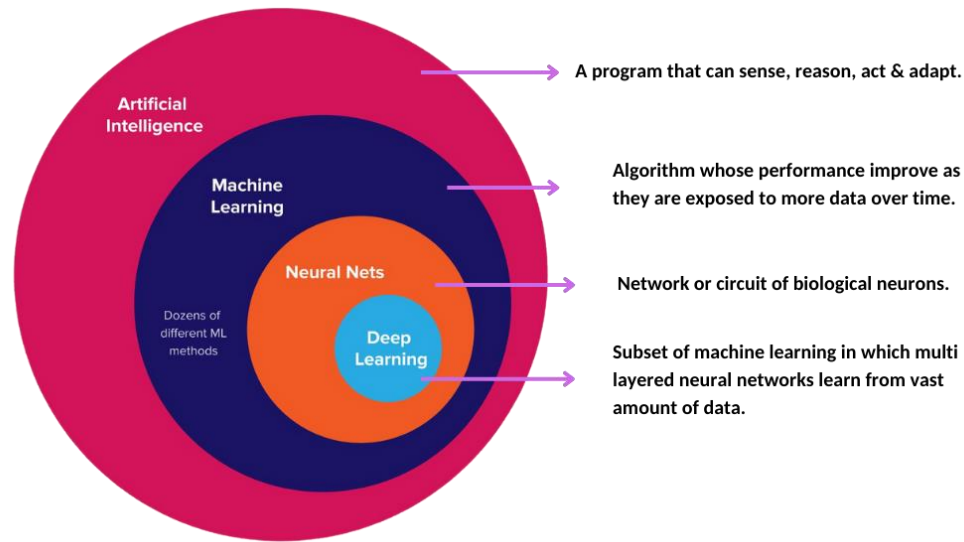 A program that can sense, reason, act & adapt.
Artificial
Intelligence
Algorithm whose performance improve as
they are exposed to more data over time.
Machine
Learning
Neural Nets
Network or circuit of biological neurons.
Dozens of
different ML
methods
Deep
Learning
Subset of machine learning in which multi
layered neural networks learn from vast
amount of data.